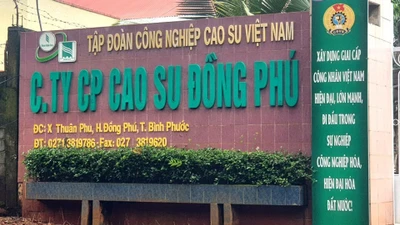 TẬP ĐOÀN CÔNG NGHIỆP CAO SU VIỆT NAM
C.TY CP CAO SU ĐỒNG PHÚ
ĐC: X Thuận Phú, H.Đồng Phú, T. Bình Phước
ĐT: 0271 3819786 -Fax: 027 3819620
XÂY DỰNG GIAI CẤP
CÔNG NHÂN VIỆT NAM
HIỆN ĐẠI, LỚN MẠNH,
ĐI ĐẦU TRONG
SỰ NGHIỆP
CÔNG NGHIỆP HÓA,
HIỆN ĐẠI HÓA
ĐẤT NƯỚC!